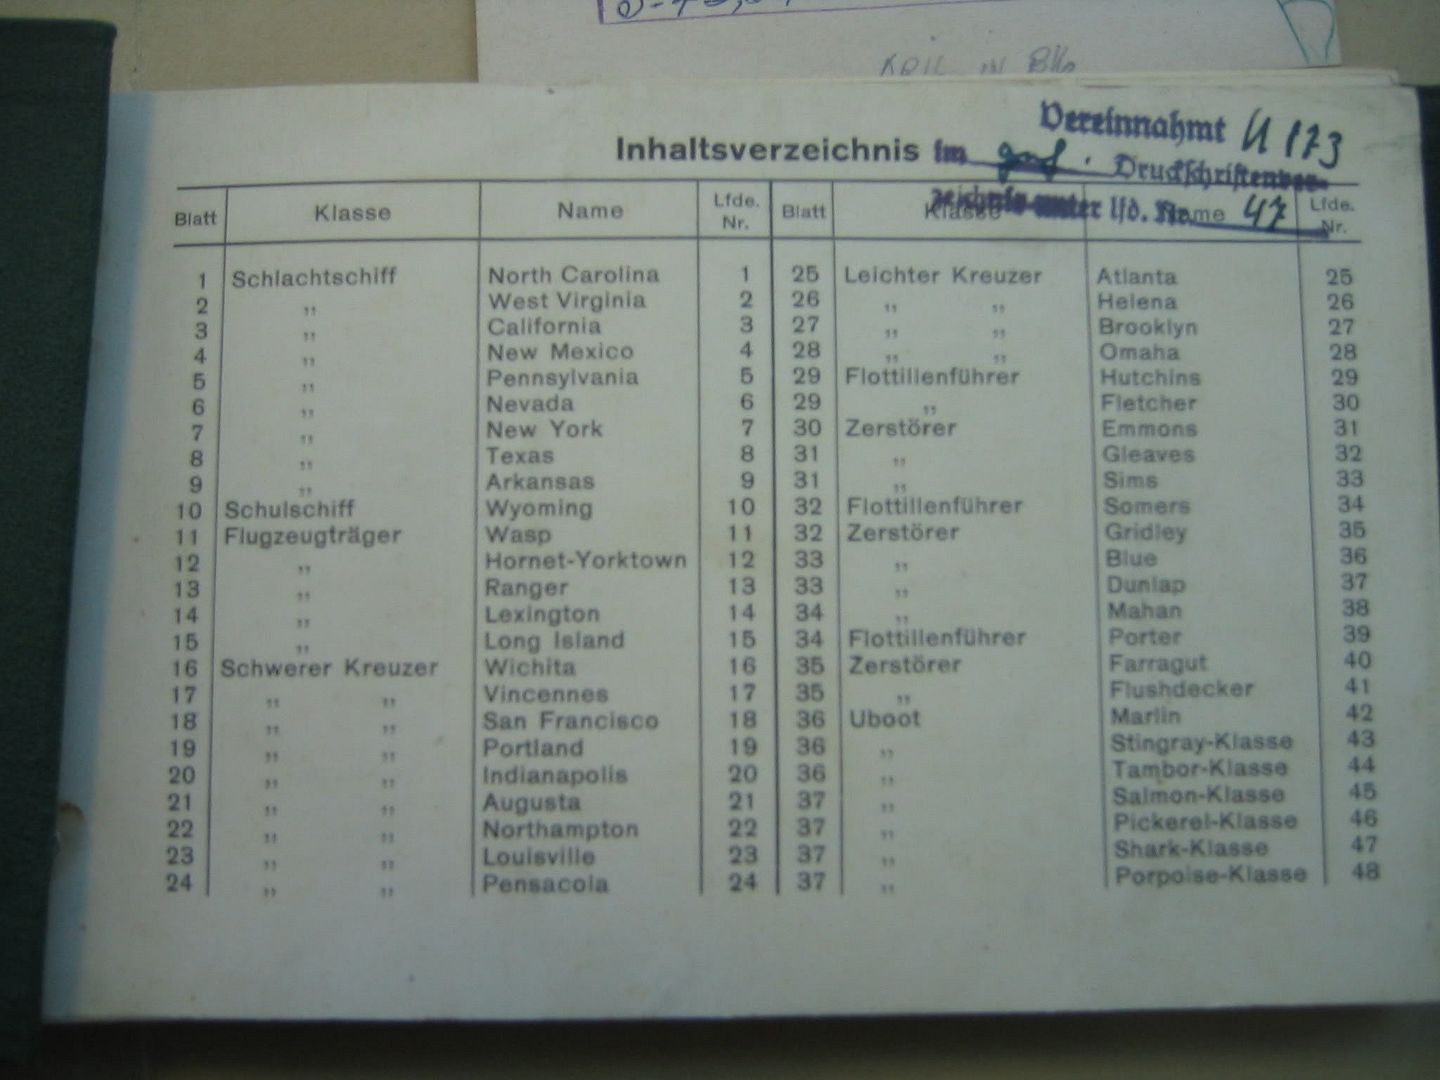 KOIL IN BK6
Vereinnahmt U 173
Inhaltsverzeichnis im Druckschriftenver-
zeichnis unter lfd. Nr. 47
Blatt Klasse Name Lfde. Nr. Blatt Klasse Name Lfde. Nr.
1 Schlachtschiff North Carolina 1 25 Leichter Kreuzer Atlanta 25
2 ,, West Virginia 2 26 ,, ,, Helena 26
3 ,, California 3 27 ,, ,, Brooklyn 27
4 ,, New Mexico 4 28 ,, ,, Omaha 28
5 ,, Pennsylvania 5 29 Flottillenführer Hutchins 29
6 ,, Nevada 6 29 ,, Fletcher 30
7 ,, New York 7 30 Zerstörer Emmons 31
8 ,, Texas 8 31 ,, Gleaves 32
9 ,, Arkansas 9 31 ,, Sims 33
10 Schulschiff Wyoming 10 32 Flottillenführer Somers 34
11 Flugzeugträger Wasp 11 32 Zerstörer Gridley 35
12 ,, Hornet-Yorktown 12 33 ,, Blue 36
13 ,, Ranger 13 33 ,, Dunlap 37
14 ,, Lexington 14 34 ,, Mahan 38
15 ,, Long Island 15 34 Flottillenführer Porter 39
16 Schwerer Kreuzer Wichita 16 35 Zerstörer Farragut 40
17 ,, ,, Vincennes 17 35 ,, Flushdecker 41
18 ,, ,, San Francisco 18 36 Uboot Marlin 42
19 ,, ,, Portland 19 36 ,, Stingray-Klasse 43
20 ,, ,, Indianapolis 20 36 ,, Tambor-Klasse 44
21 ,, ,, Augusta 21 37 ,, Salmon-Klasse 45
22 ,, ,, Northampton 22 37 ,, Pickerel-Klasse 46
23 ,, ,, Louisville 23 37 ,, Shark-Klasse 47
24 ,, ,, Pensacola 24 37 ,, Porpoise-Klasse 48